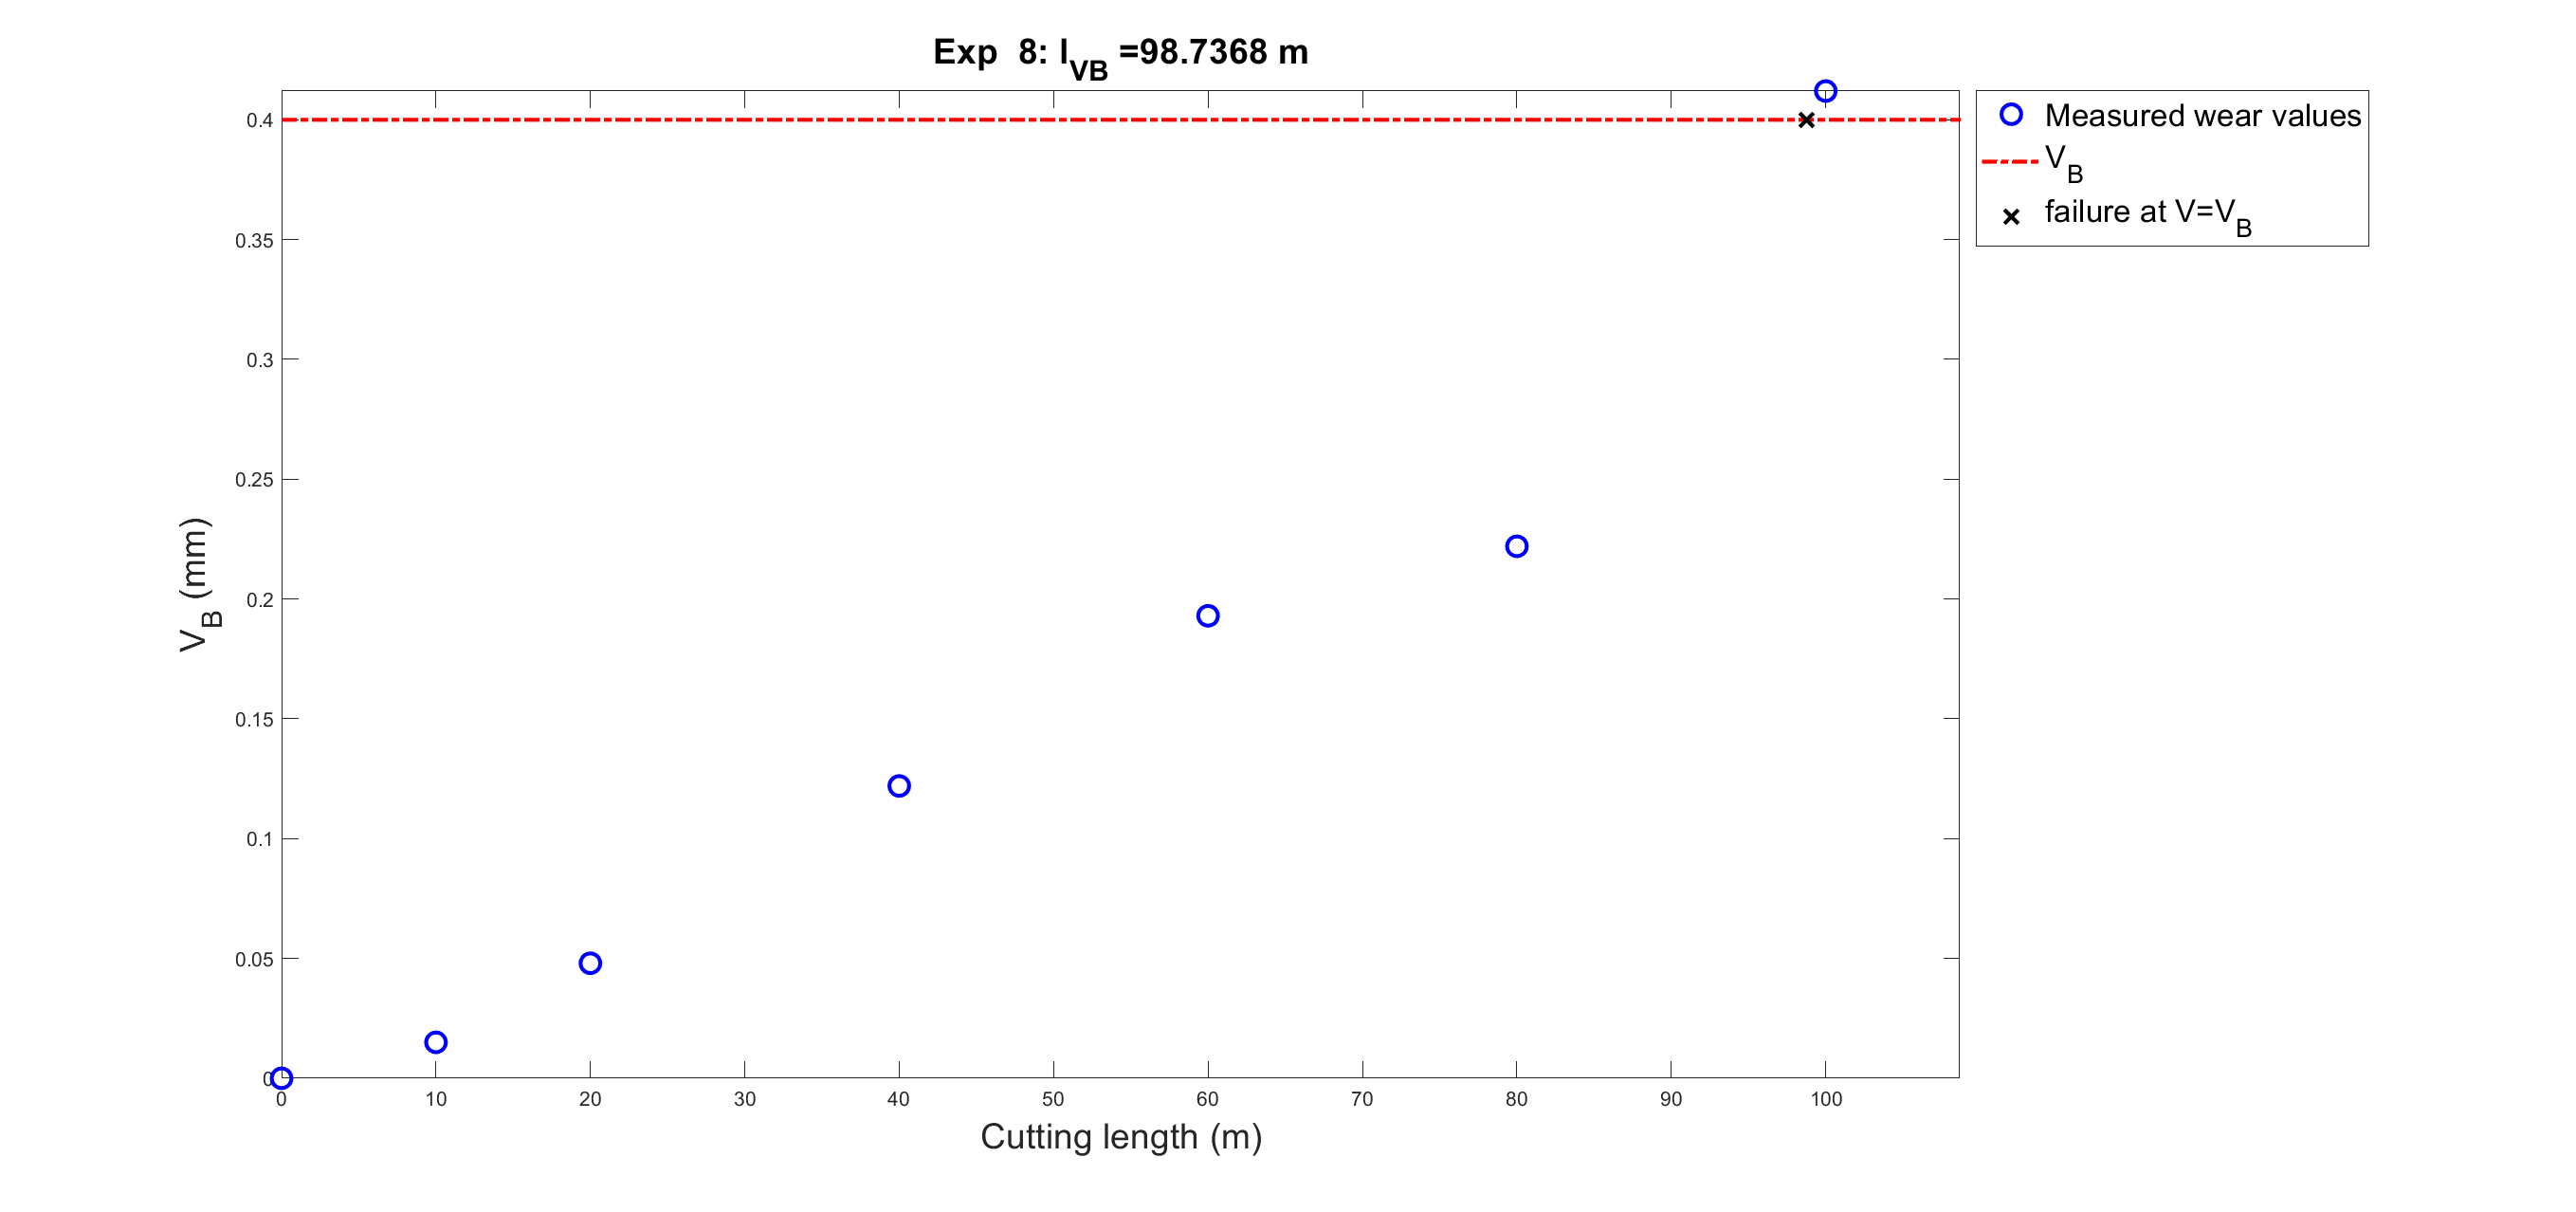 Exp 8: l_VB =98.7368 m
Measured wear values
V_B
failure at V=V_B
0.4
0.35
0.3
0.25
0.2
0.15
0.1
0.05
0
V_B (mm)
0 10 20 30 40 50 60 70 80 90 100
Cutting length (m)